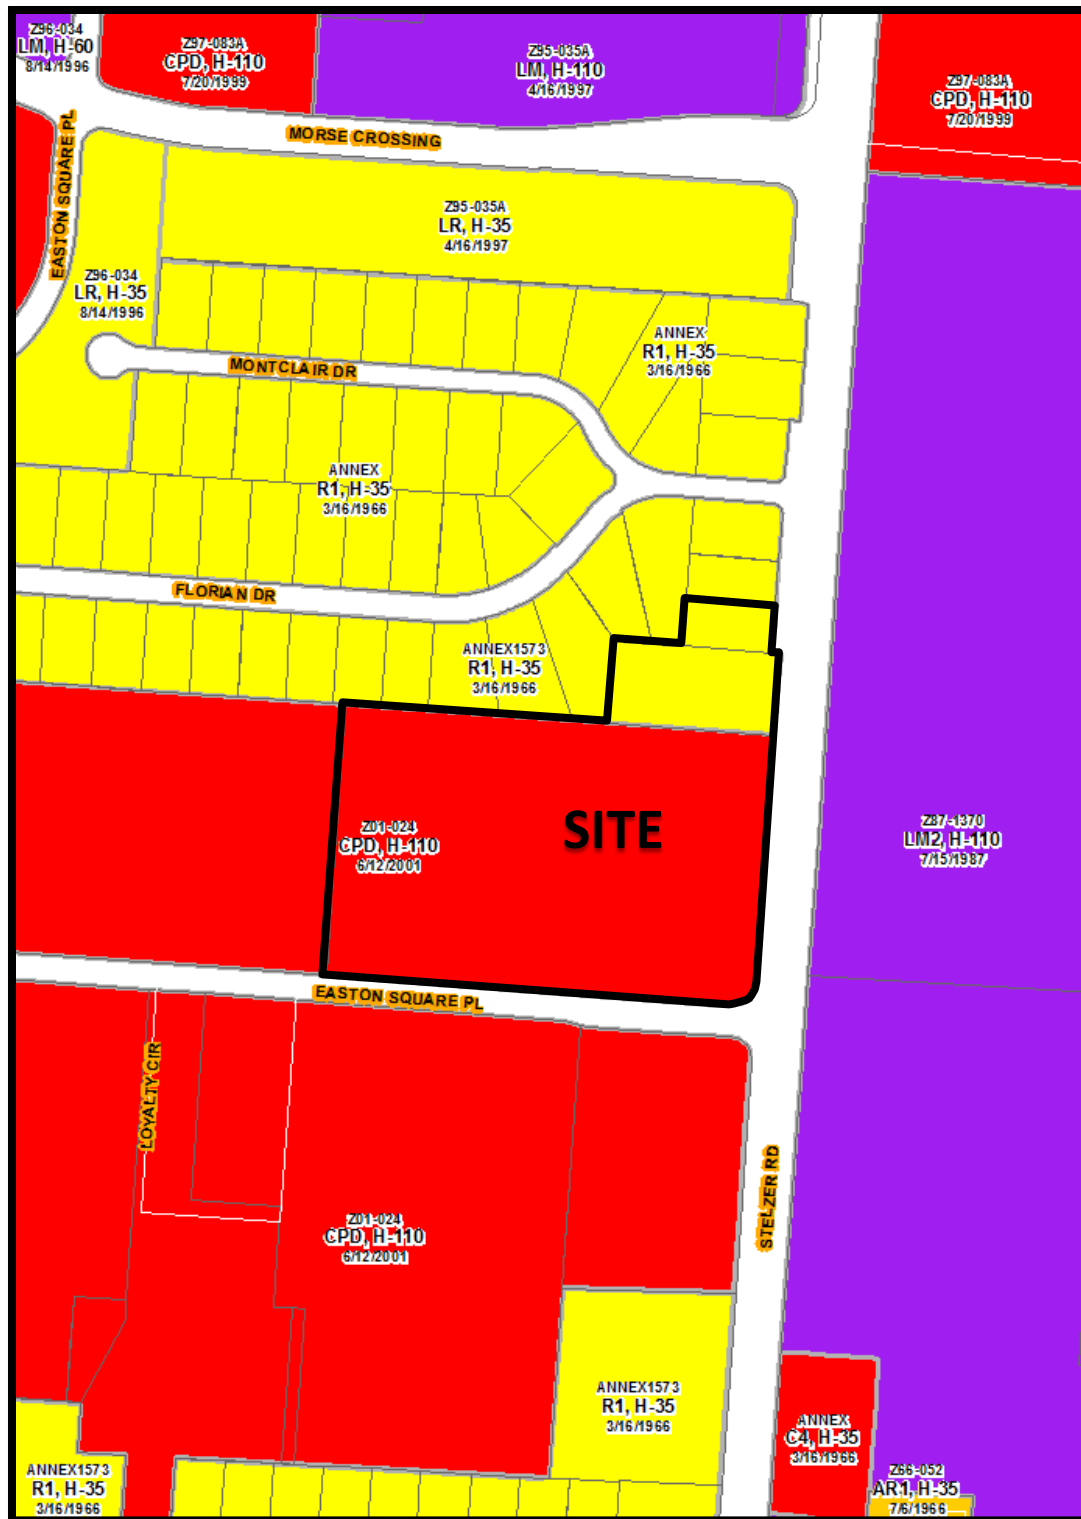 Z96-034
LM, H-60
8/14/1996
Z97-083A
CPD, H-110
7/20/1999
Z95-035A
LM, H-110
4/16/1997
Z97-083A
CPD, H-110
7/20/1999
MORSE CROSSING
EASTON SQUARE PL
Z95-035A
LR, H-35
4/16/1997
Z96-034
LR, H-35
8/14/1996
ANNEX
R1, H-35
3/16/1966
MONTCLAIR DR
ANNEX
R1, H-35
3/16/1966
FLORIAN DR
ANNEX1573
R1, H-35
3/16/1966
SITE
Z01-024
CPD, H-110
6/12/2001
Z87-1370
LM2, H-110
7/15/1987
EASTON SQUARE PL
LOYALTY CIR
STELZER RD
Z01-024
CPD, H-110
6/12/2001
ANNEX1573
R1, H-35
3/16/1966
ANNEX
C4, H-35
3/16/1966
ANNEX1573
R1, H-35
3/16/1966
Z66-052
AR1, H-35
7/6/1966